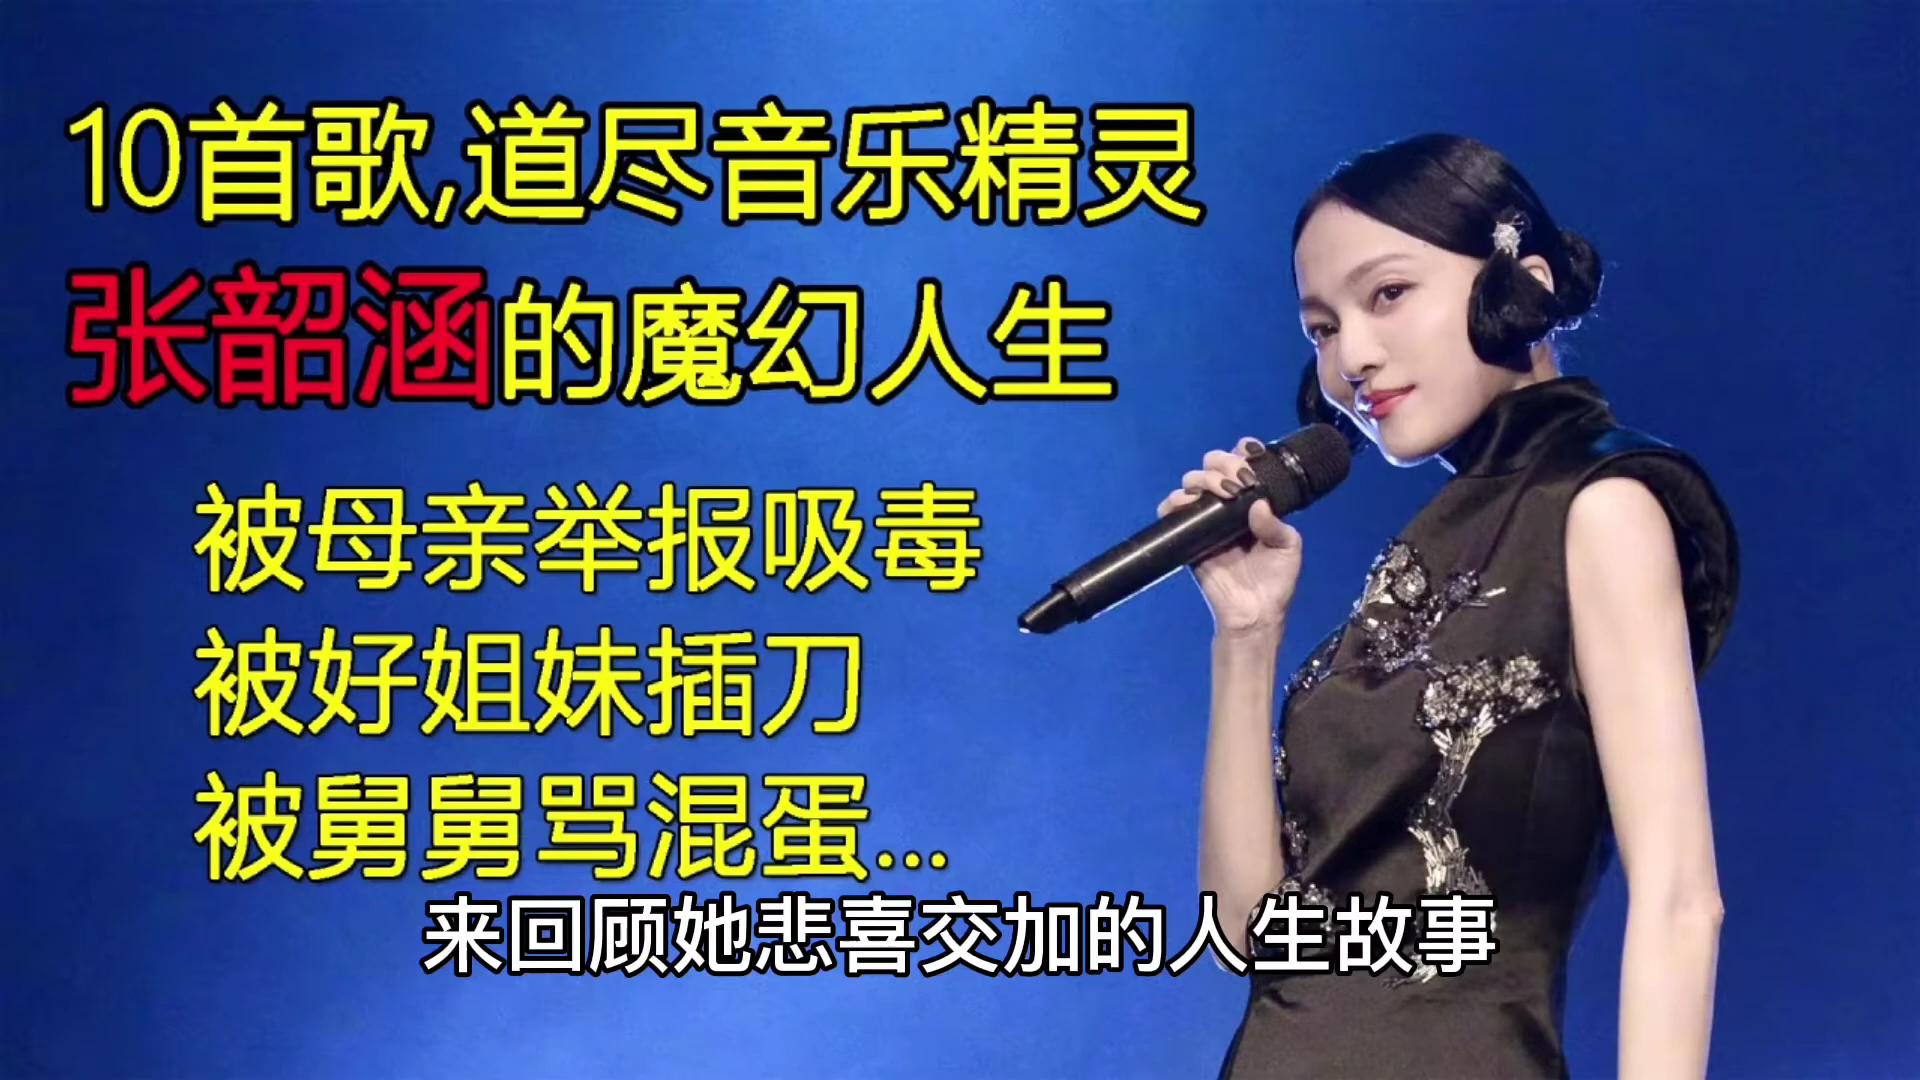 10首歌,道尽音乐精灵
张韶涵的魔幻人生
被母亲举报吸毒
被好姐妹插刀
被舅舅骂混蛋...
来回顾她悲喜交加的人生故事